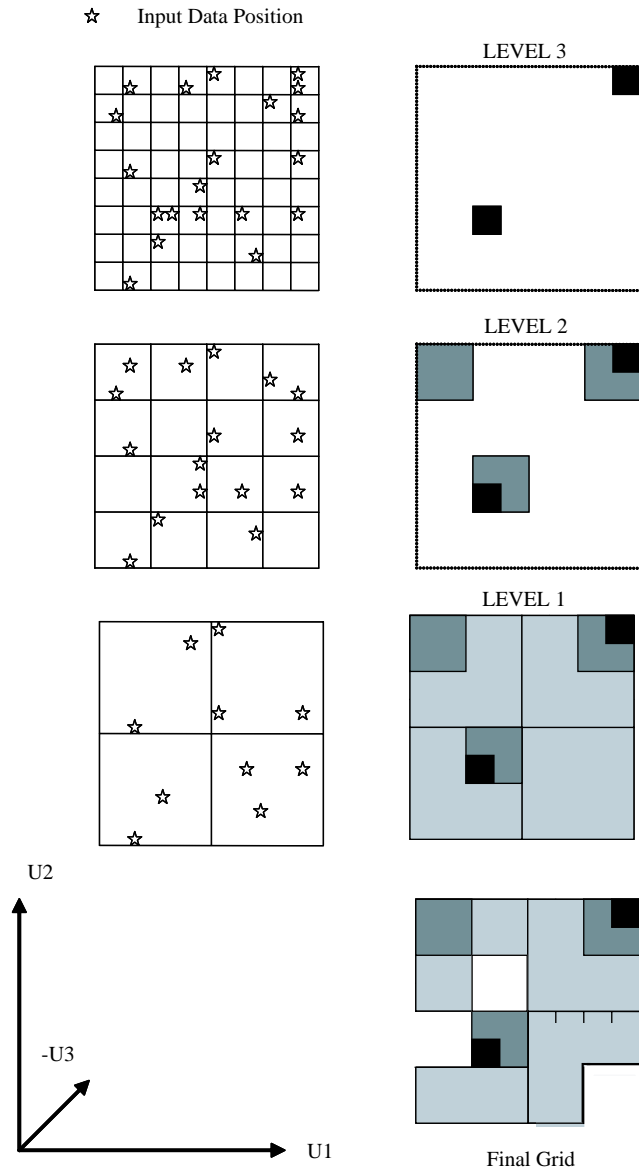 Input Data Position
LEVEL 3
LEVEL 2
LEVEL 1
U2
-U3
U1
Final Grid